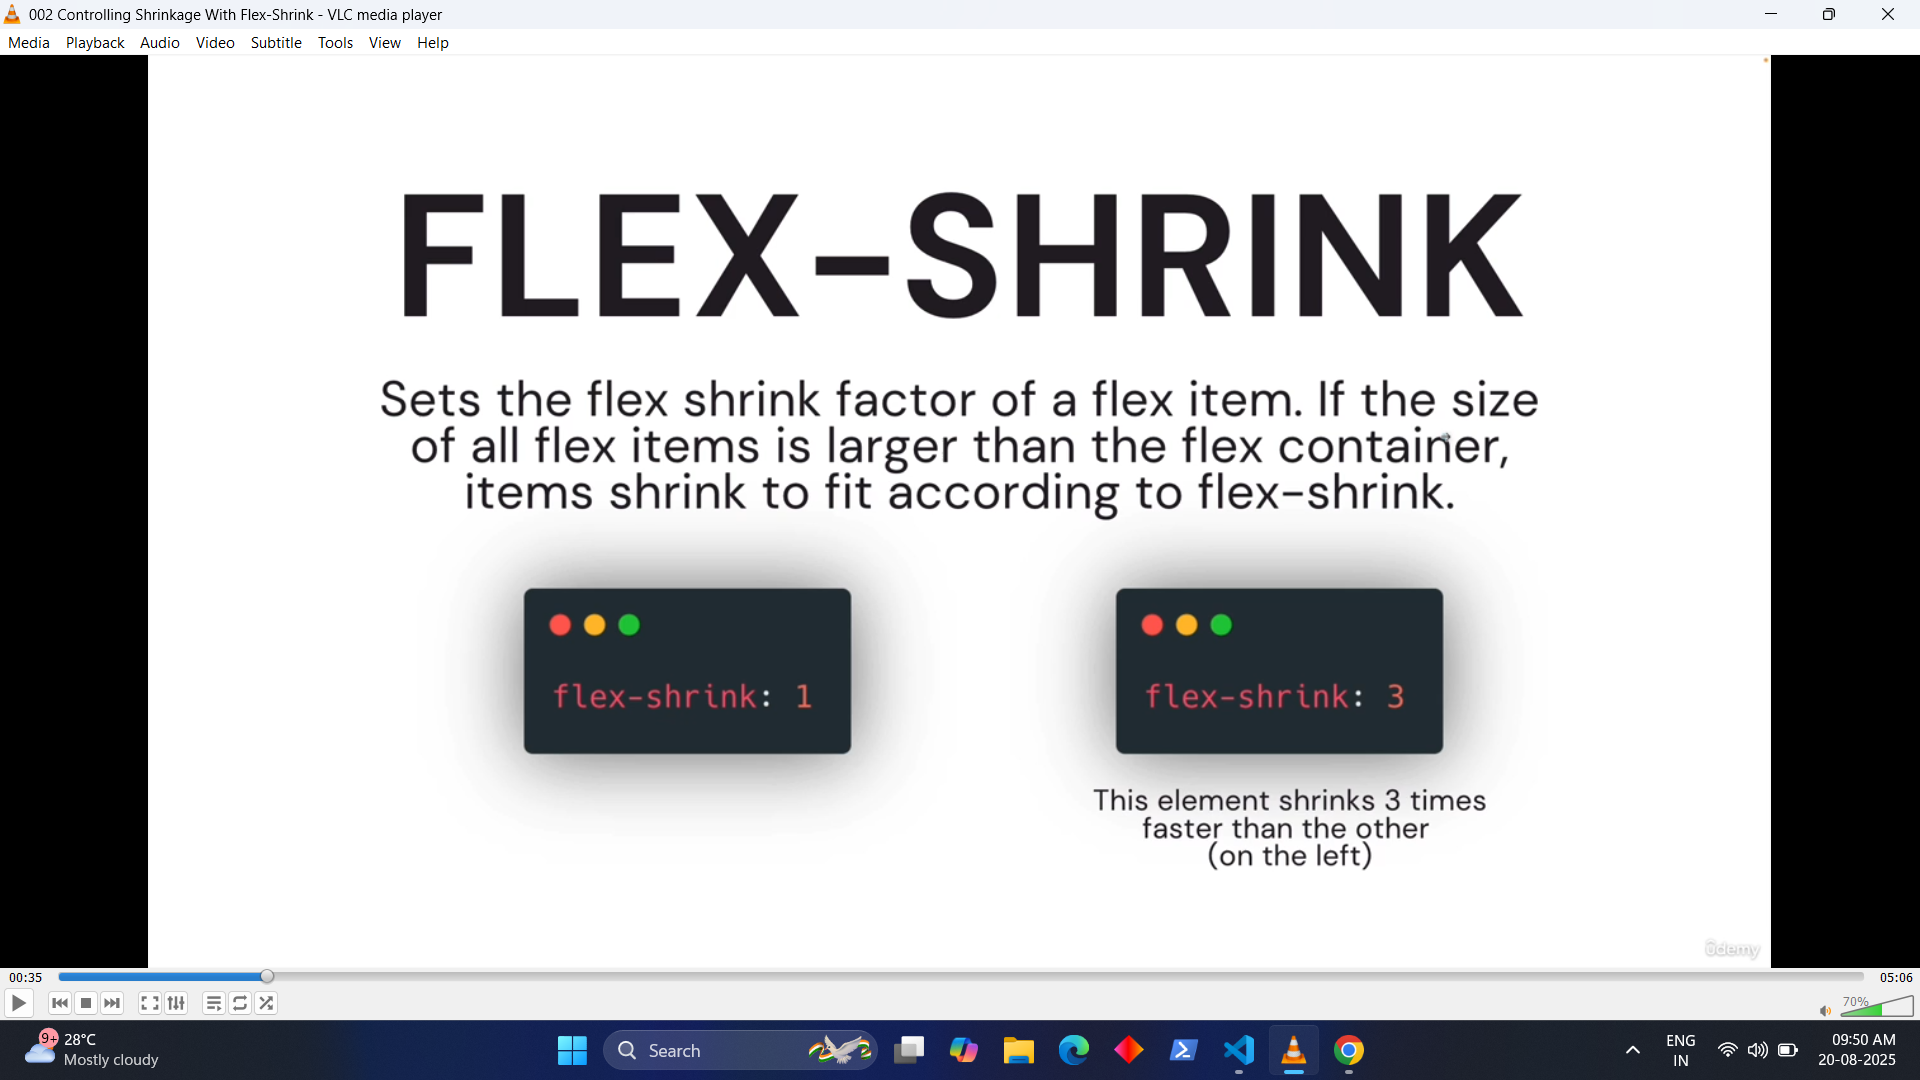 002 Controlling Shrinkage With Flex-Shrink - VLC media player
Media Playback Audio Video Subtitle Tools View Help
FLEX-SHRINK
Sets the flex shrink factor of a flex item. If the size
of all flex items is larger than the flex container,
items shrink to fit according to flex-shrink.
flex-shrink: 1
flex-shrink: 3
This element shrinks 3 times
faster than the other
(on the left)
ûdemy
00:35
05:06
70%
9+
28°C
Mostly cloudy
Search
ENG
IN
09:50 AM
20-08-2025